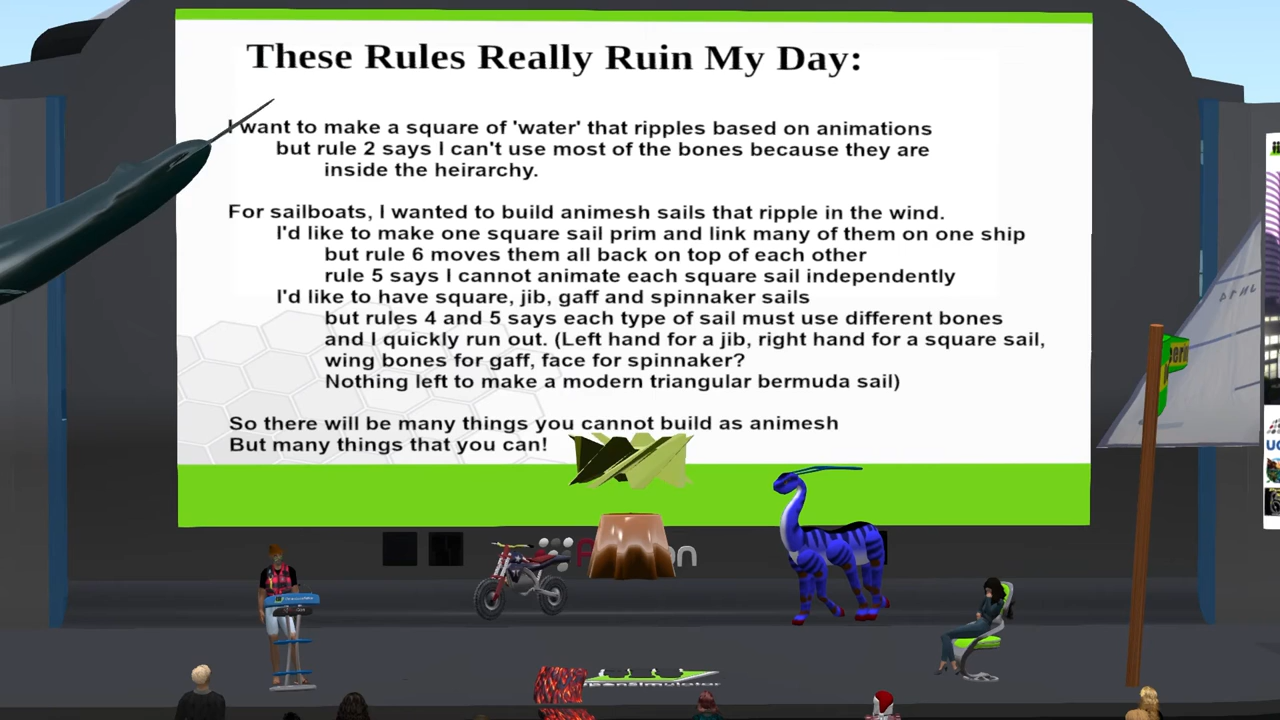 These Rules Really Ruin My Day:
I want to make a square of 'water' that ripples based on animations
but rule 2 says I can't use most of the bones because they are
inside the heirarchy.
For sailboats, I wanted to build animesh sails that ripple in the wind.
I'd like to make one square sail prim and link many of them on one ship
but rule 6 moves them all back on top of each other
rule 5 says I cannot animate each square sail independently
I'd like to have square, jib, gaff and spinnaker sails
but rules 4 and 5 says each type of sail must use different bones
and I quickly run out. (Left hand for a jib, right hand for a square sail,
wing bones for gaff, face for spinnaker?
Nothing left to make a modern triangular bermuda sail)
So there will be many things you cannot build as animesh
But many things that you can!